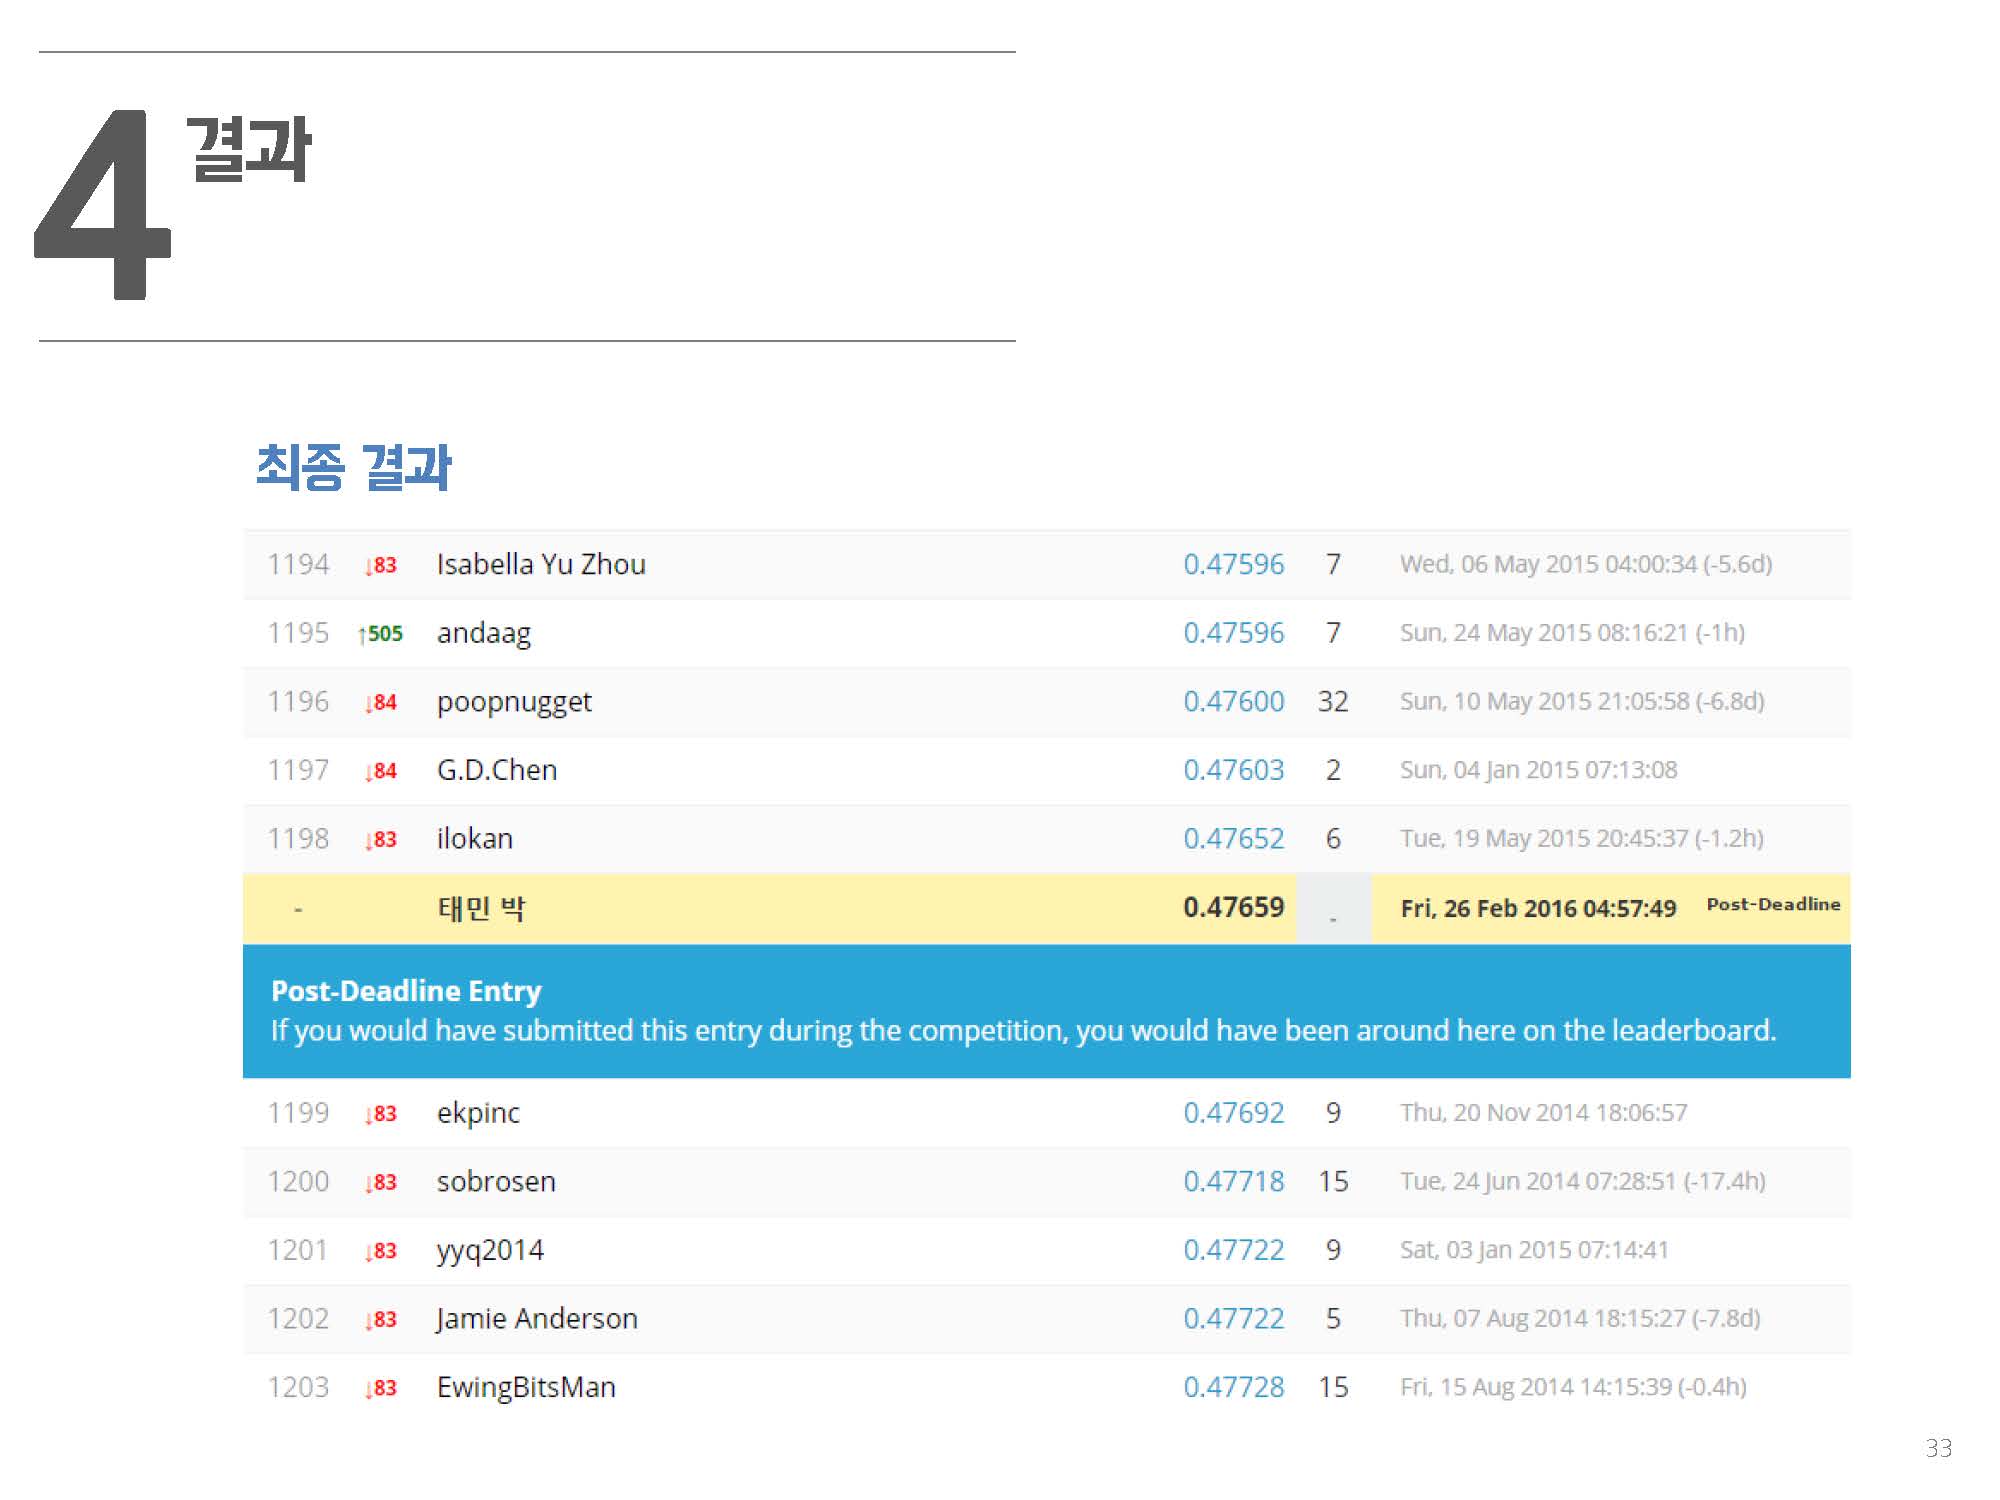 4 결과
최종 결과
1194 ↓83 Isabella Yu Zhou 0.47596 7 Wed, 06 May 2015 04:00:34 (-5.6d)
1195 ↑505 andaag 0.47596 7 Sun, 24 May 2015 08:16:21 (-1h)
1196 ↓84 poopnugget 0.47600 32 Sun, 10 May 2015 21:05:58 (-6.8d)
1197 ↓84 G.D.Chen 0.47603 2 Sun, 04 Jan 2015 07:13:08
1198 ↓83 ilokan 0.47652 6 Tue, 19 May 2015 20:45:37 (-1.2h)
- 태민 박 0.47659 - Fri, 26 Feb 2016 04:57:49 Post-Deadline
Post-Deadline Entry
If you would have submitted this entry during the competition, you would have been around here on the leaderboard.
1199 ↓83 ekpinc 0.47692 9 Thu, 20 Nov 2014 18:06:57
1200 ↓83 sobrosen 0.47718 15 Tue, 24 Jun 2014 07:28:51 (-17.4h)
1201 ↓83 yyq2014 0.47722 9 Sat, 03 Jan 2015 07:14:41
1202 ↓83 Jamie Anderson 0.47722 5 Thu, 07 Aug 2014 18:15:27 (-7.8d)
1203 ↓83 EwingBitsMan 0.47728 15 Fri, 15 Aug 2014 14:15:39 (-0.4h)
33